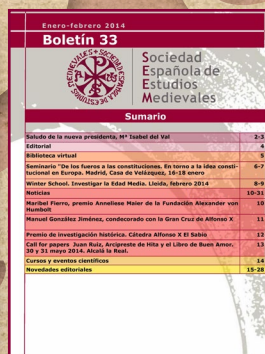 Enero-febrero 2014
Boletín 33
Sociedad
Española de
Estudios
Medievales
Sumario
Saludo de la nueva presidenta, Mª Isabel del Val 2-3
Editorial 4
Biblioteca virtual 5
Seminario "De los fueros a las constituciones. En torno a la idea consti- 6-7
tucional en Europa. Madrid, Casa de Velázquez, 16-18 enero
Winter School. Investigar la Edad Media. Lleida, febrero 2014 8-9
Noticias 10-31
Maribel Fierro, premio Anneliese Maier de la Fundación Alexander von 10
Humbolt
Manuel González Jiménez, condecorado con la Gran Cruz de Alfonso X 11
Premio de investigación histórica. Cátedra Alfonso X El Sabio 12
Call for papers Juan Ruiz, Arcipreste de Hita y el Libro de Buen Amor. 13
30 y 31 mayo 2014. Alcalá la Real.
Cursos y eventos científicos 14
Novedades editoriales 15-28